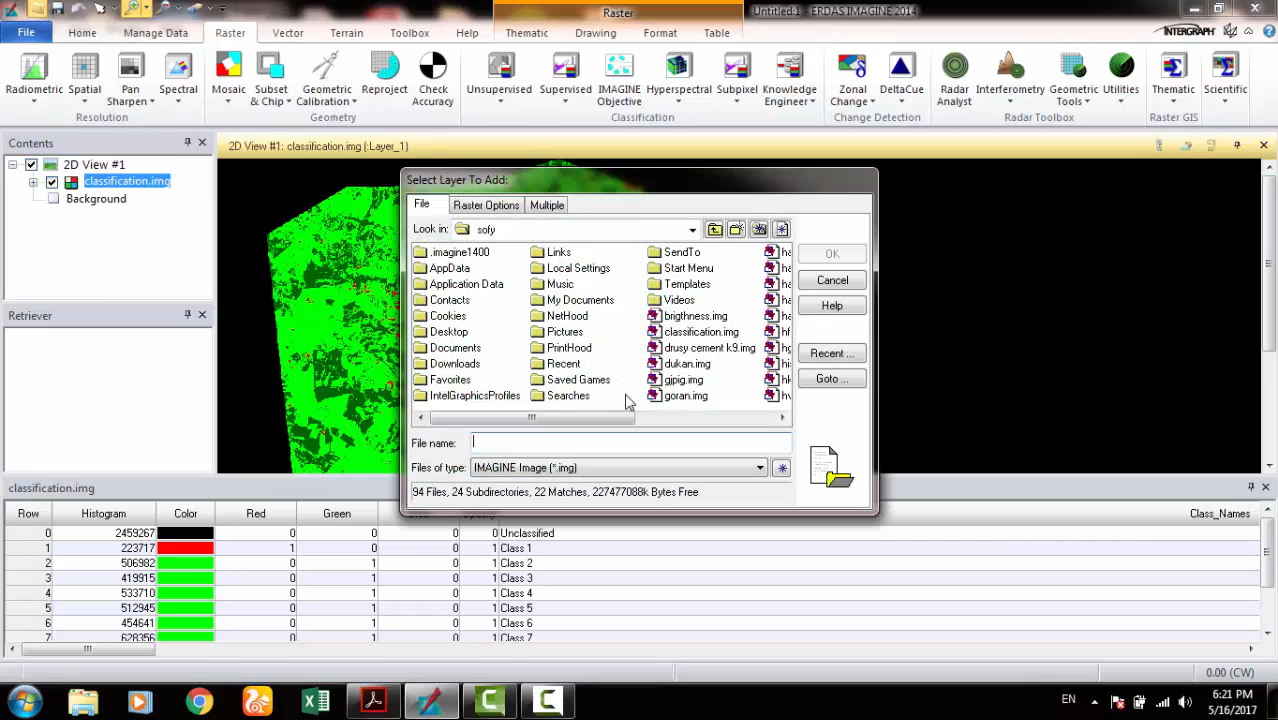 Raster
Untitled:1 - ERDAS IMAGINE 2014
File Home Manage Data Raster Vector Terrain Toolbox Help Thematic Drawing Format Table
INTERGRAPH
Radiometric Spatial Pan Sharpen Spectral Mosaic Subset & Chip Geometric Calibration Reproject Check Accuracy Unsupervised Supervised IMAGINE Objective Hyperspectral Subpixel Knowledge Engineer Zonal Change DeltaCue Radar Analyst Interferometry Geometric Tools Utilities Thematic Scientific
Resolution Geometry Classification Change Detection Radar Toolbox Raster GIS
Contents
2D View #1
classification.img
Background
Retriever
2D View #1: classification.img (:Layer_1)
Select Layer To Add:
File Raster Options Multiple
Look in: sofy
.imagine1400 Links SendTo
AppData Local Settings Start Menu
Application Data Music Templates
Contacts My Documents Videos
Cookies NetHood brigthness.img
Desktop Pictures classification.img
Documents PrintHood drusy cement k9.img
Downloads Recent dukan.img
Favorites Saved Games gjpig.img
IntelGraphicsProfiles Searches goran.img
OK
Cancel
Help
Recent ...
Goto ...
File name:
Files of type: IMAGINE Image (*.img)
94 Files, 24 Subdirectories, 22 Matches, 227477088k Bytes Free
classification.img
Row Histogram Color Red Green Class_Names
0 2459267 0 0 0 0 Unclassified
1 223717 1 0 0 1 Class 1
2 506982 0 1 0 1 Class 2
3 419915 0 1 0 1 Class 3
4 533710 0 1 0 1 Class 4
5 512945 0 1 0 1 Class 5
6 454641 0 1 0 1 Class 6
7 628356 0 1 0 1 Class 7
0.00 (CW)
EN
6:21 PM
5/16/2017